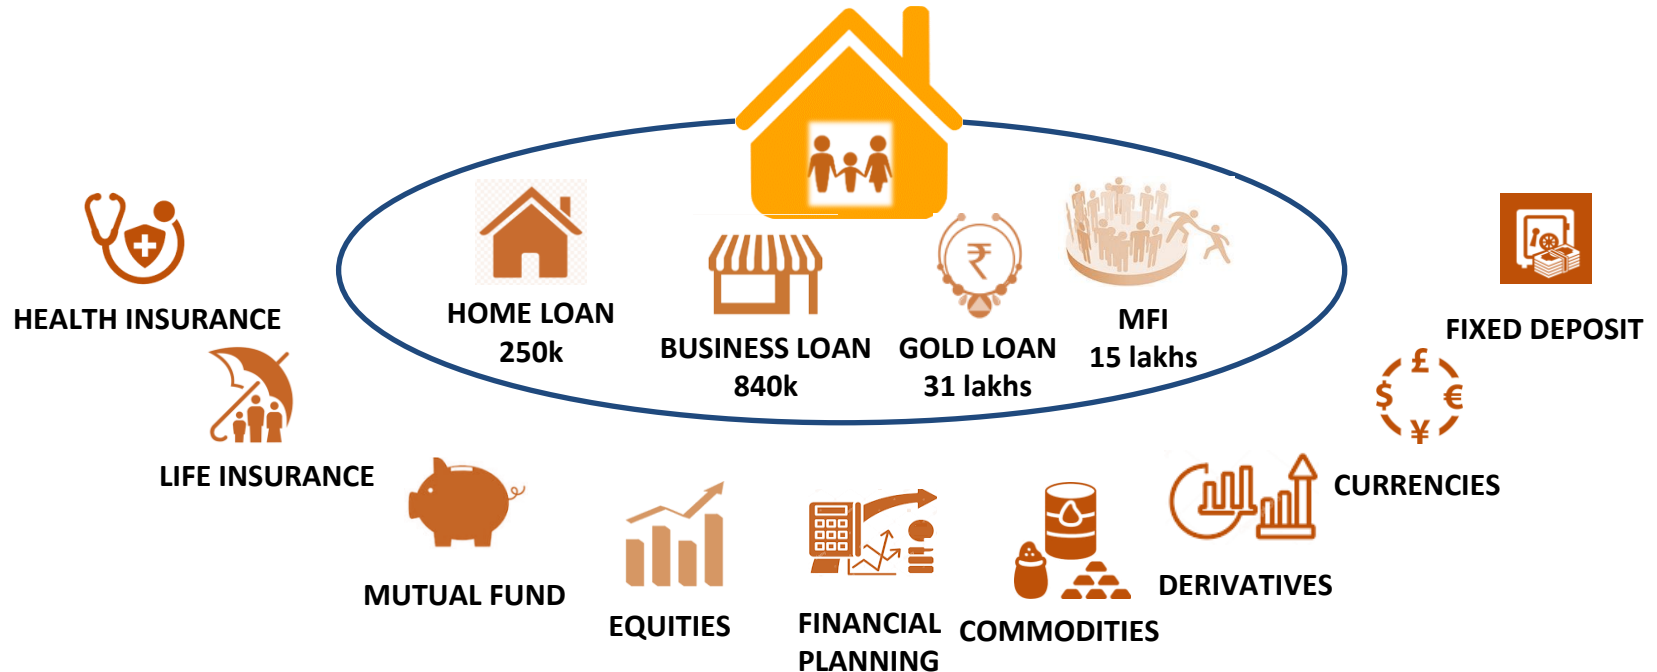 HEALTH INSURANCE
HOME LOAN
250k
BUSINESS LOAN
840k
₹
GOLD LOAN
31 lakhs
MFI
15 lakhs
FIXED DEPOSIT
LIFE INSURANCE
MUTUAL FUND
EQUITIES
FINANCIAL
PLANNING
COMMODITIES
DERIVATIVES
£
$ €
¥
CURRENCIES